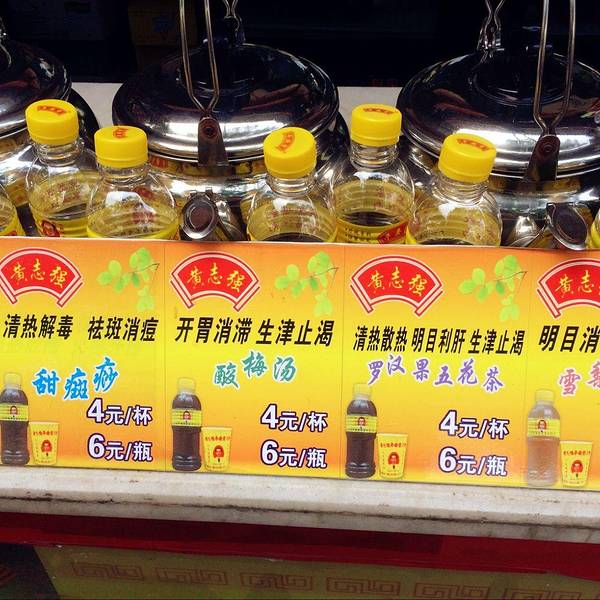 黄志强
清热解毒 祛斑消痘
甜癍痧
4元/杯
6元/瓶
黄志强
开胃消滞 生津止渴
酸梅汤
4元/杯
6元/瓶
黄志强
清热散热 明目利肝 生津止渴
罗汉果五花茶
4元/杯
6元/瓶
黄志强
明目消
雪梨